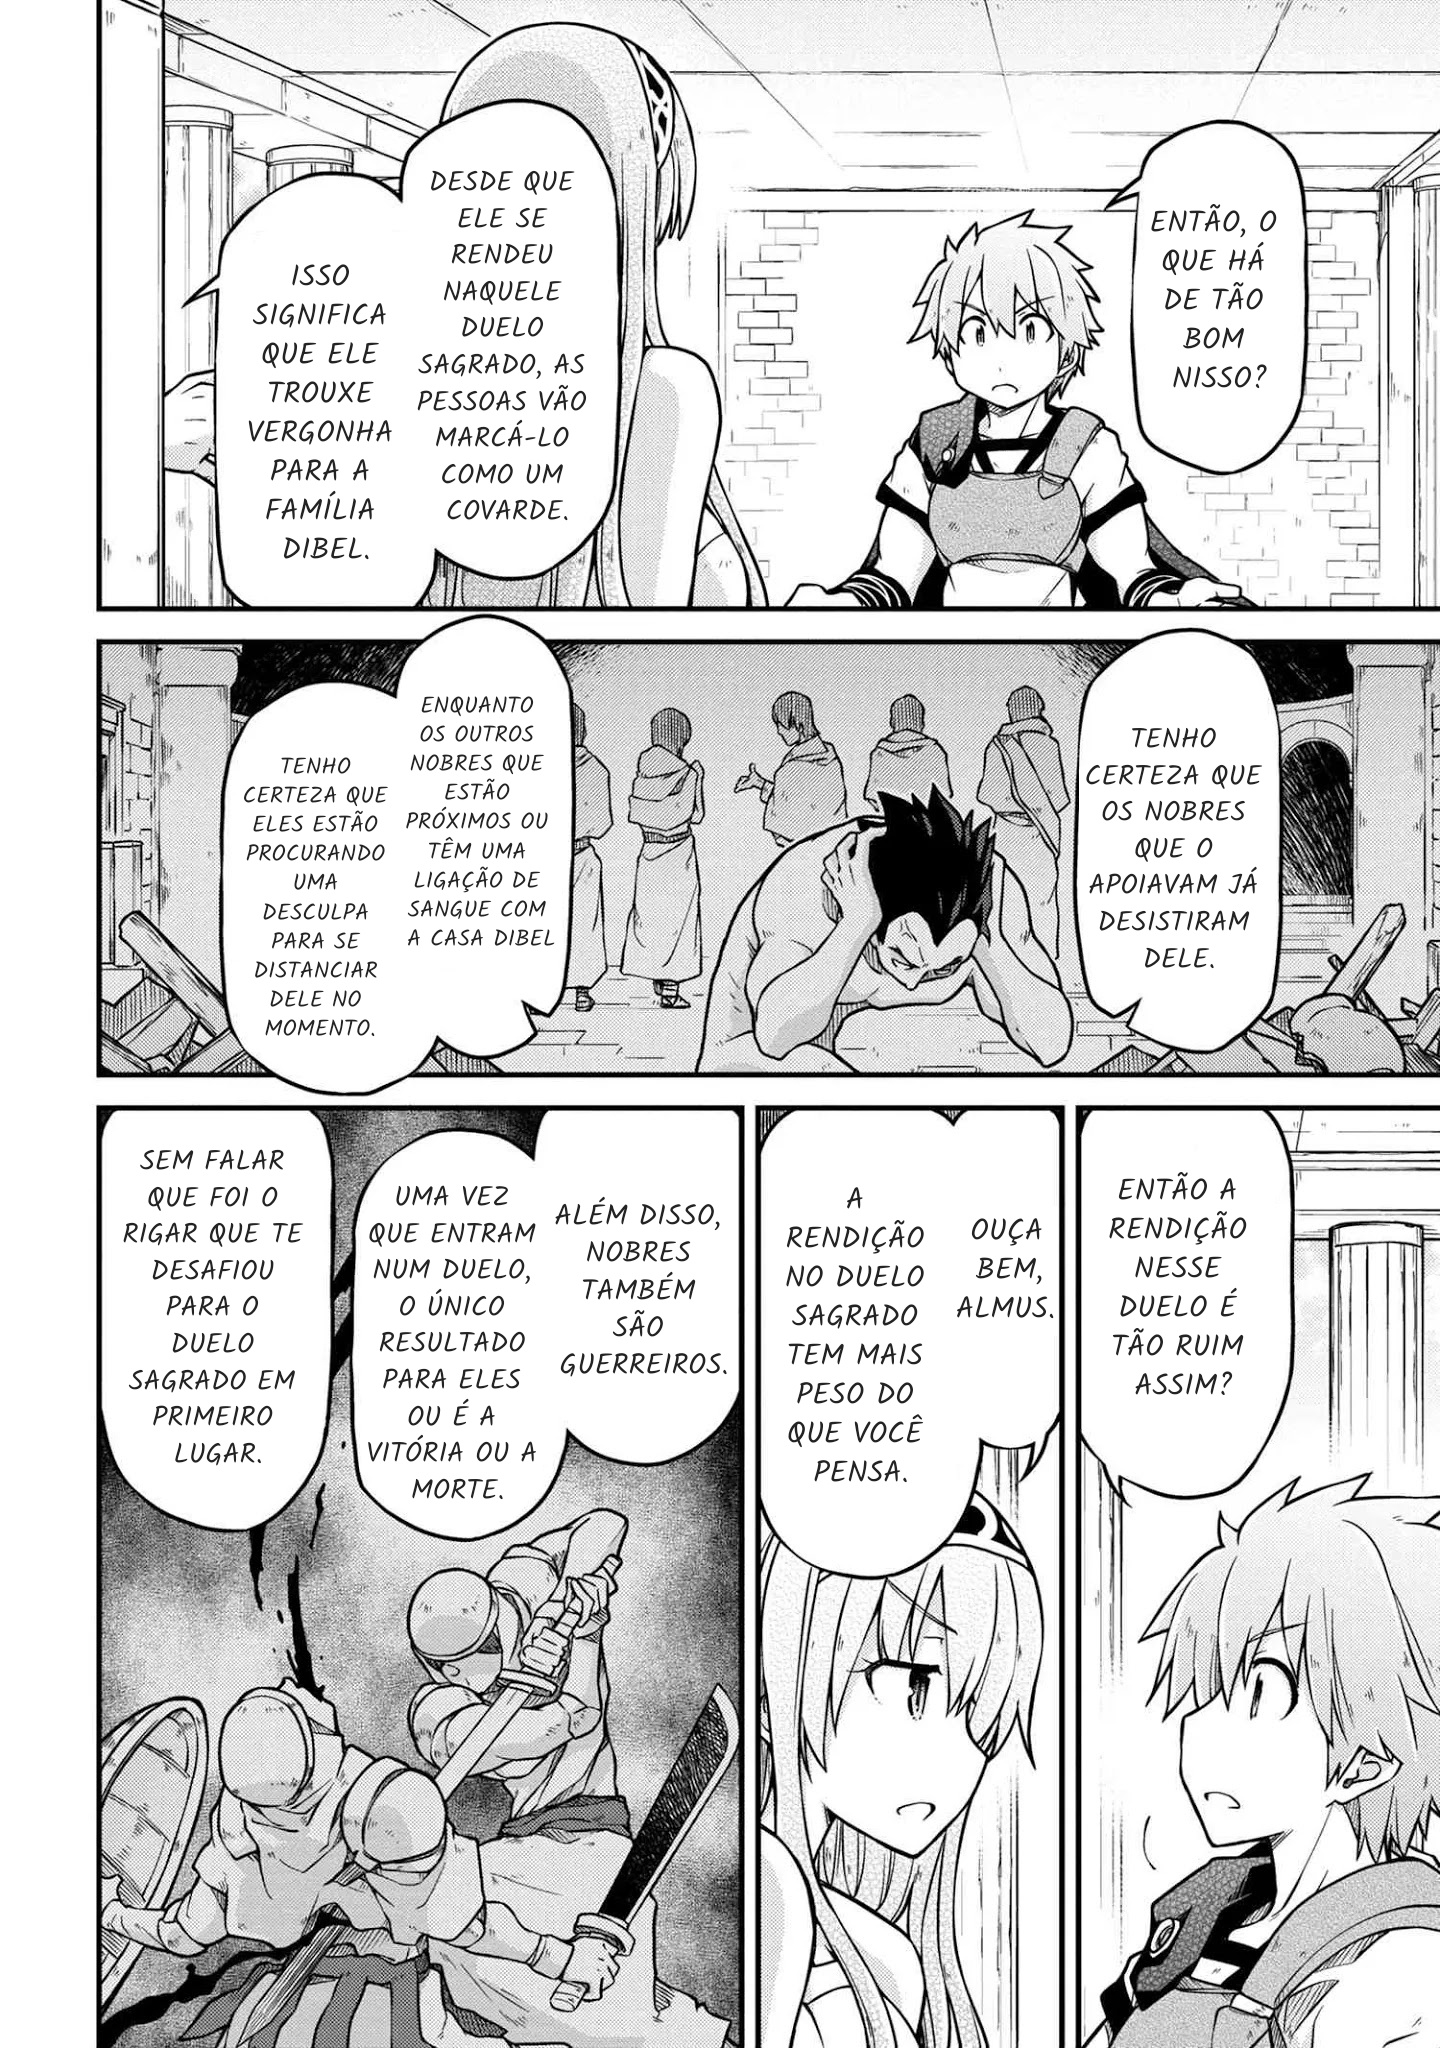 ENTÃO, O
QUE HÁ
DE TÃO
BOM
NISSO?
DESDE QUE
ELE SE
RENDEU
NAQUELE
DUELO
SAGRADO, AS
PESSOAS VÃO
MARCÁ-LO
COMO UM
COVARDE.
ISSO
SIGNIFICA
QUE ELE
TROUXE
VERGONHA
PARA A
FAMÍLIA
DIBEL.
TENHO
CERTEZA QUE
OS NOBRES
QUE O
APOIAVAM JÁ
DESISTIRAM
DELE.
ENQUANTO
OS OUTROS
NOBRES QUE
ESTÃO
PRÓXIMOS OU
TÊM UMA
LIGAÇÃO DE
SANGUE COM
A CASA DIBEL
TENHO
CERTEZA QUE
ELES ESTÃO
PROCURANDO
UMA
DESCULPA
PARA SE
DISTANCIAR
DELE NO
MOMENTO.
ENTÃO A
RENDIÇÃO
NESSE
DUELO É
TÃO RUIM
ASSIM?
OUÇA
BEM,
ALMUS.
A
RENDIÇÃO
NO DUELO
SAGRADO
TEM MAIS
PESO DO
QUE VOCÊ
PENSA.
ALÉM DISSO,
NOBRES
TAMBÉM
SÃO
GUERREIROS.
UMA VEZ
QUE ENTRAM
NUM DUELO,
O ÚNICO
RESULTADO
PARA ELES
OU É A
VITÓRIA OU A
MORTE.
SEM FALAR
QUE FOI O
RIGAR QUE TE
DESAFIOU
PARA O
DUELO
SAGRADO EM
PRIMEIRO
LUGAR.